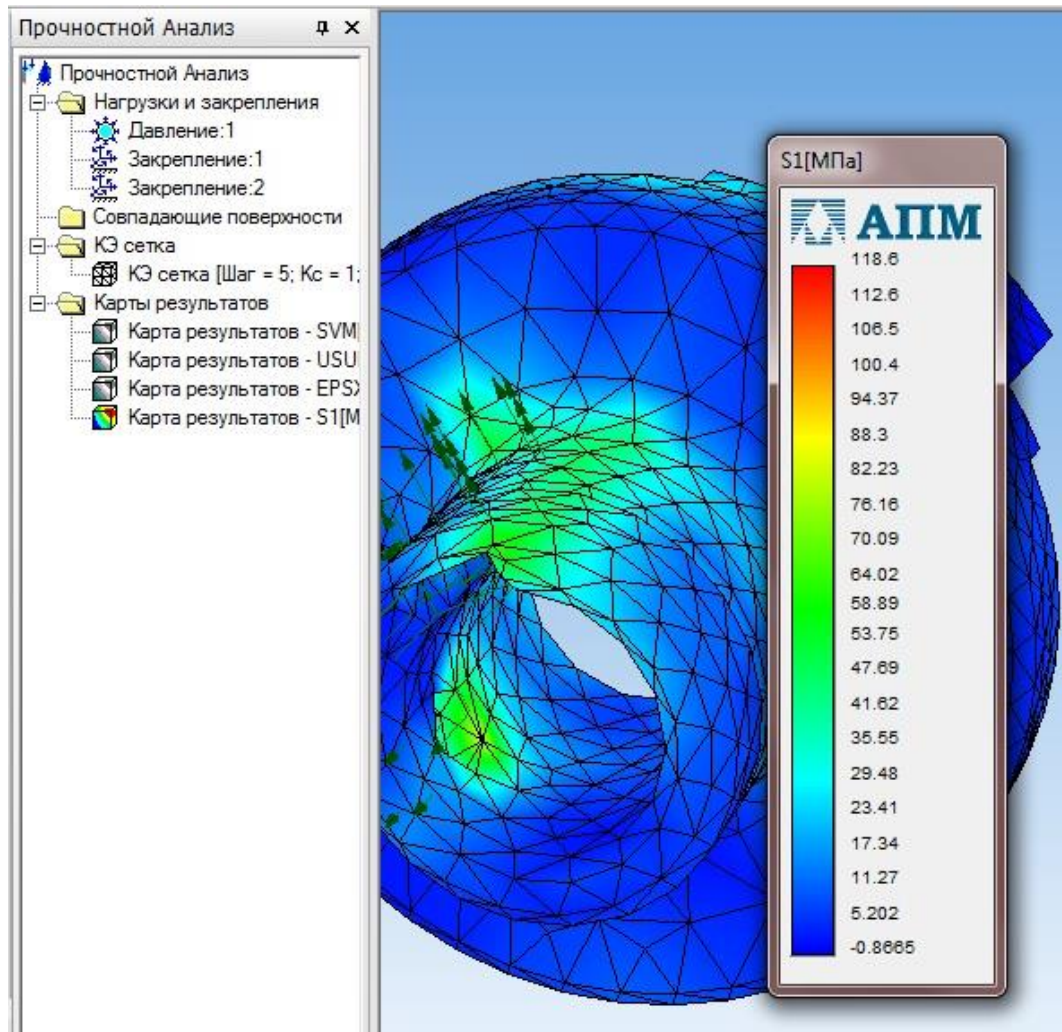 Прочностной Анализ
Прочностной Анализ
Нагрузки и закрепления
Давление:1
Закрепление:1
Закрепление:2
Совпадающие поверхности
КЭ сетка
КЭ сетка [Шаг = 5; Кс = 1;
Карты результатов
Карта результатов - SVM
Карта результатов - USU
Карта результатов - EPSX
Карта результатов - S1[М
S1[МПа]
АПМ
118.6
112.6
106.5
100.4
94.37
88.3
82.23
76.16
70.09
64.02
58.89
53.75
47.69
41.62
35.55
29.48
23.41
17.34
11.27
5.202
-0.8665